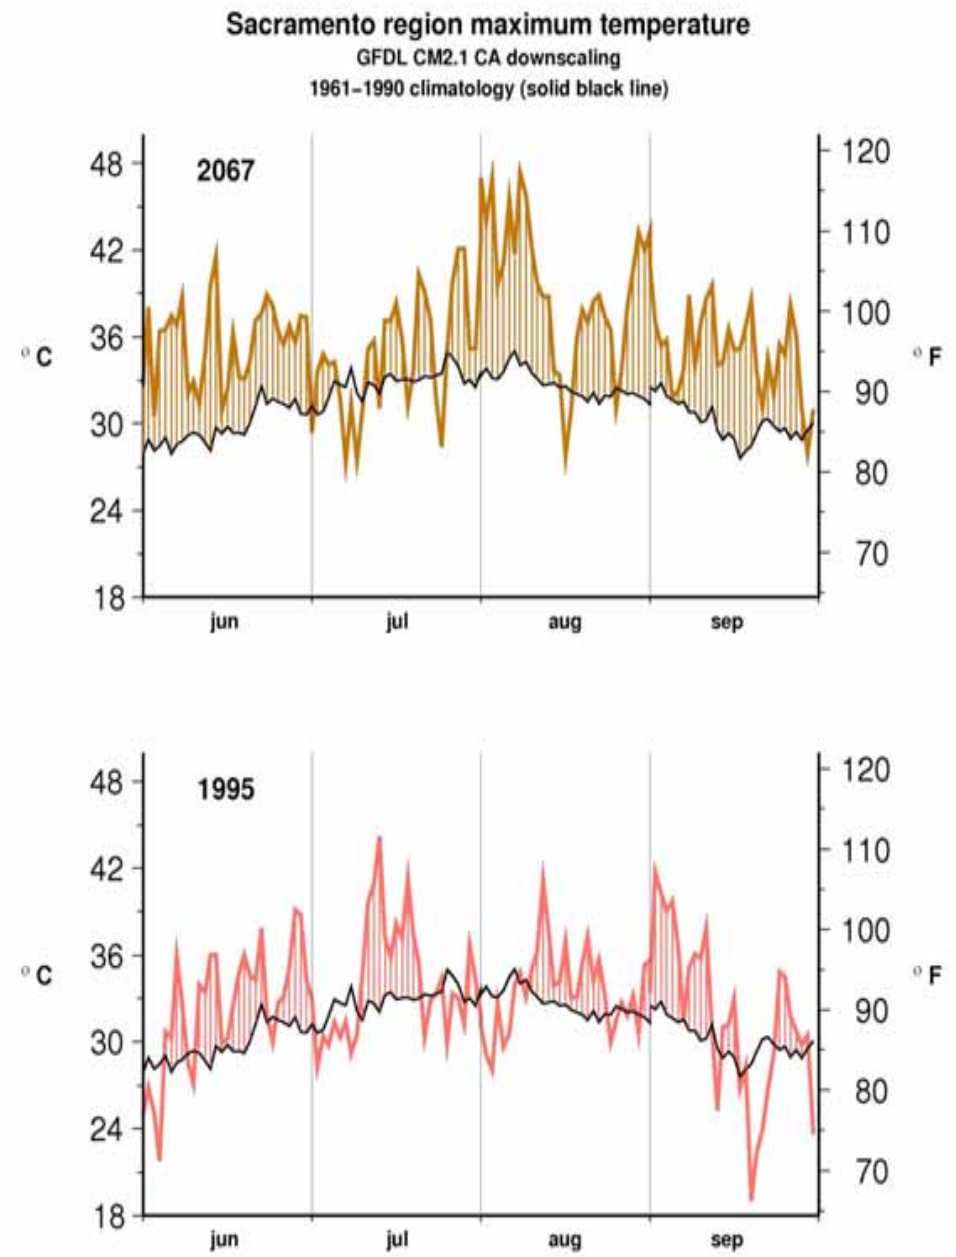 Sacramento region maximum temperature
GFDL CM2.1 CA downscaling
1961–1990 climatology (solid black line)
2067
48
42
36
30
24
18
° C
120
110
100
90
80
70
° F
jun jul aug sep
1995
48
42
36
30
24
18
° C
120
110
100
90
80
70
° F
jun jul aug sep